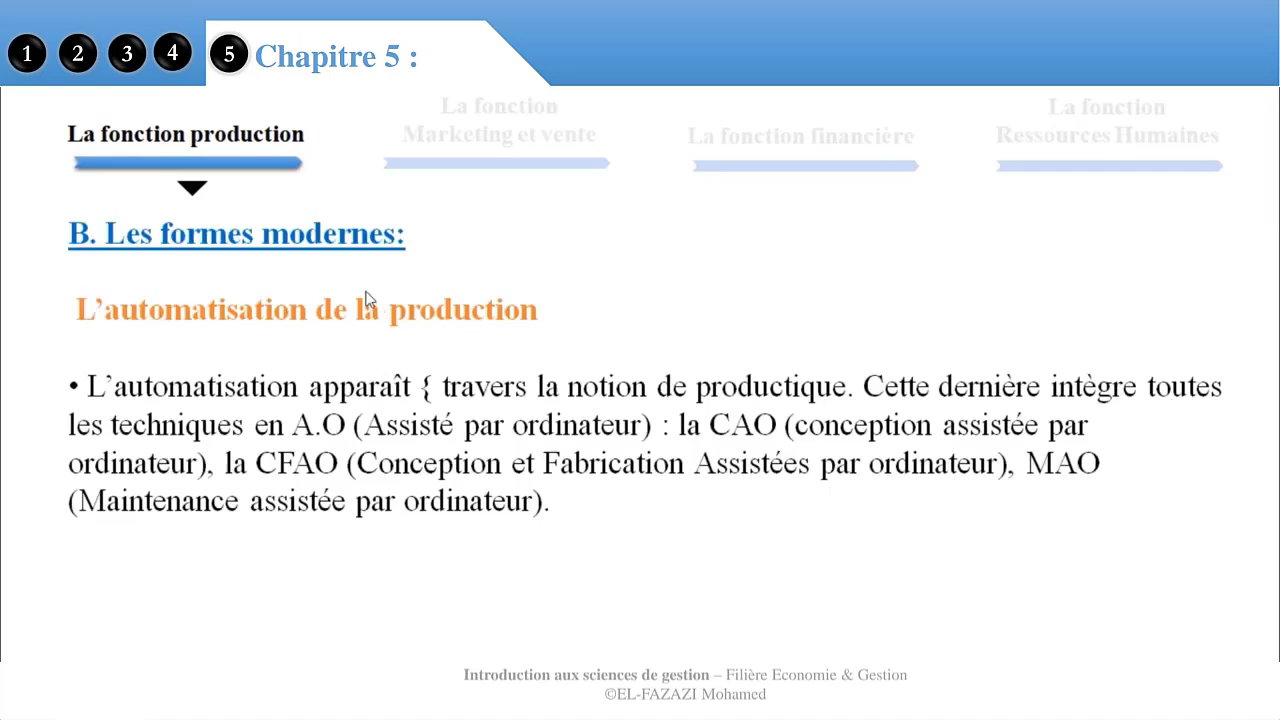 1 2 3 4 5 Chapitre 5 :
La fonction production
La fonction
Marketing et vente
La fonction financière
La fonction
Ressources Humaines
B. Les formes modernes:
L’automatisation de la production
• L’automatisation apparaît { travers la notion de productique. Cette dernière intègre toutes
les techniques en A.O (Assisté par ordinateur) : la CAO (conception assistée par
ordinateur), la CFAO (Conception et Fabrication Assistées par ordinateur), MAO
(Maintenance assistée par ordinateur).
Introduction aux sciences de gestion – Filière Economie & Gestion
©EL-FAZAZI Mohamed